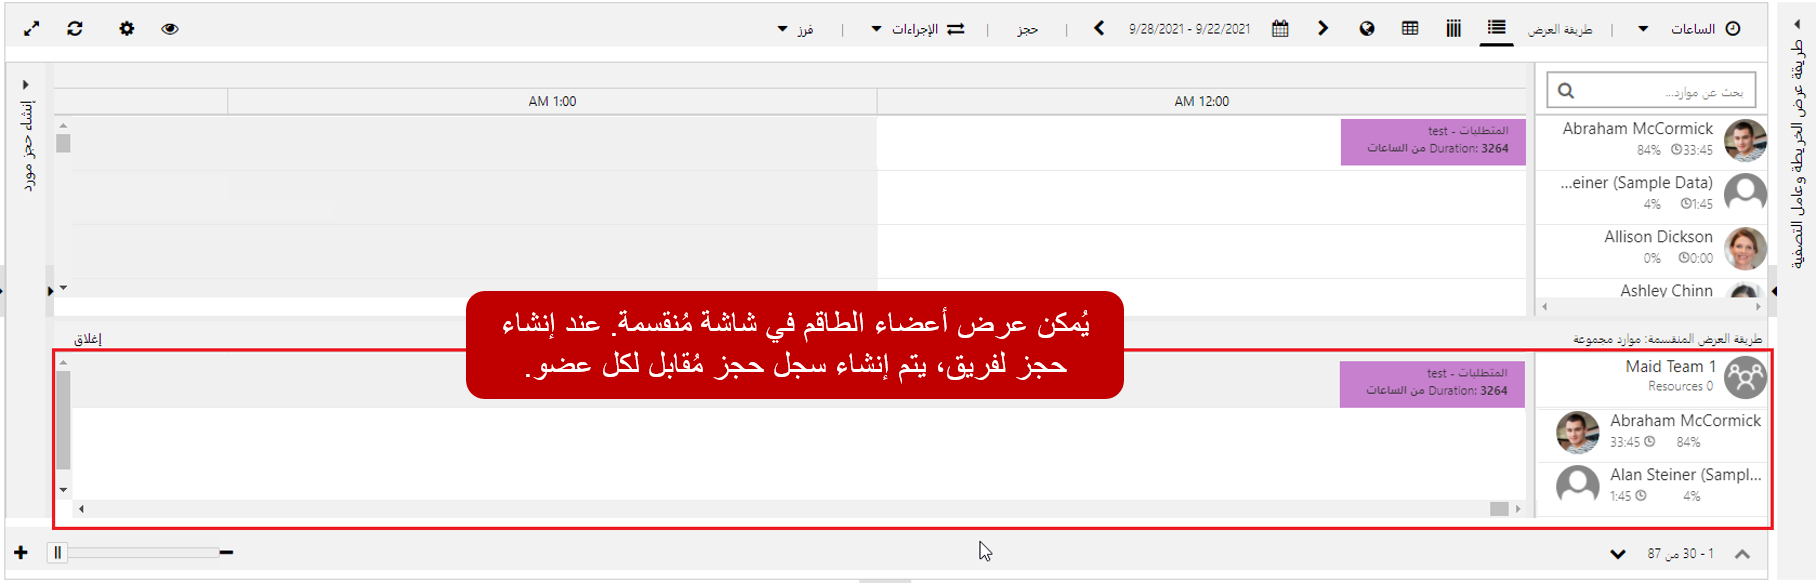 الساعات
طريقة العرض
9/28/2021 - 9/22/2021
حجز
الإجراءات
فرز
طريقة عرض الخريطة وعامل التصفية
إنشاء حجز مورد
بحث عن موارد...
12:00 AM
1:00 AM
Abraham McCormick
84% 33:45
المتطلبات - test
Duration: 3264 من الساعات
...einer (Sample Data)
4% 1:45
Allison Dickson
0% 0:00
Ashley Chinn
يُمكن عرض أعضاء الطاقم في شاشة مُنقسمة. عند إنشاء
حجز لفريق، يتم إنشاء سجل حجز مُقابل لكل عضو.
طريقة العرض المنقسمة: موارد مجموعة
إغلاق
Maid Team 1
Resources 0
المتطلبات - test
Duration: 3264 من الساعات
Abraham McCormick
33:45 84%
Alan Steiner (Sampl...
1:45 4%
1 - 30 من 87